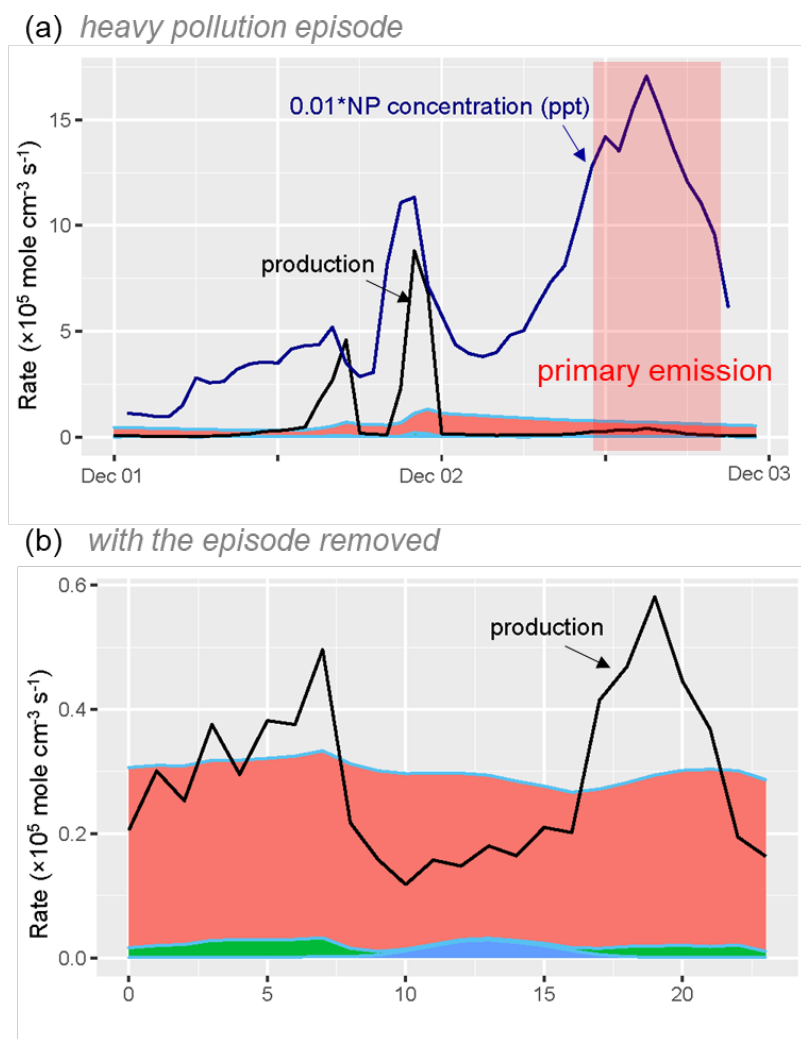 (a) heavy pollution episode
0.01*NP concentration (ppt)
15
10
production
5
primary emission
0
Rate (×10⁵ mole cm⁻³ s⁻¹)
Dec 01
Dec 02
Dec 03
(b) with the episode removed
0.6
production
0.4
0.2
0.0
Rate (×10⁵ mole cm⁻³ s⁻¹)
0
5
10
15
20